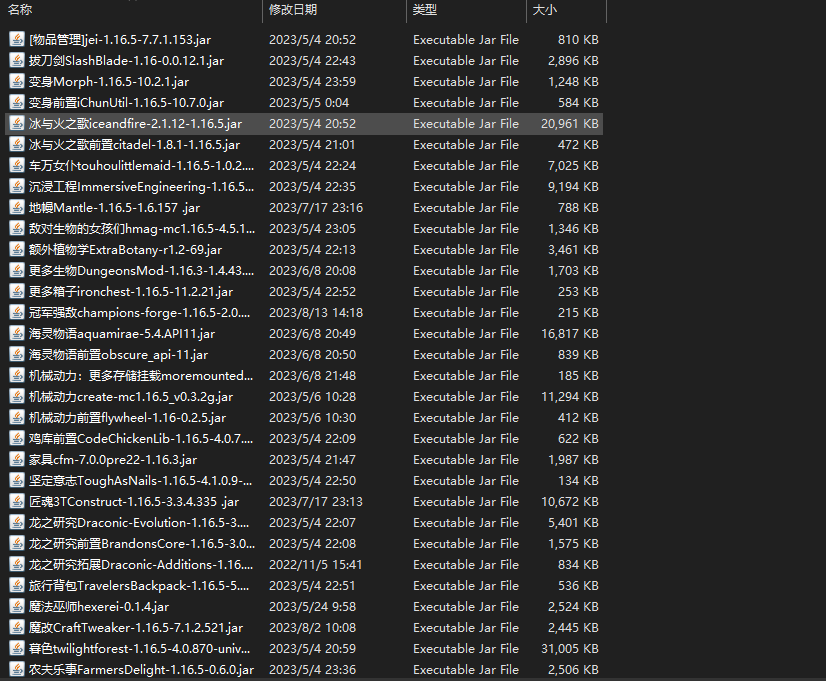 名称 修改日期 类型 大小
[物品管理]jei-1.16.5-7.7.1.153.jar 2023/5/4 20:52 Executable Jar File 810 KB
拔刀剑SlashBlade-1.16-0.0.12.1.jar 2023/5/4 22:43 Executable Jar File 2,896 KB
变身Morph-1.16.5-10.2.1.jar 2023/5/4 23:59 Executable Jar File 1,248 KB
变身前置iChunUtil-1.16.5-10.7.0.jar 2023/5/5 0:04 Executable Jar File 584 KB
冰与火之歌iceandfire-2.1.12-1.16.5.jar 2023/5/4 20:52 Executable Jar File 20,961 KB
冰与火之歌前置citadel-1.8.1-1.16.5.jar 2023/5/4 21:01 Executable Jar File 472 KB
车万女仆touhoulittlemaid-1.16.5-1.0.2.... 2023/5/4 22:24 Executable Jar File 7,025 KB
沉浸工程ImmersiveEngineering-1.16.5... 2023/5/4 22:35 Executable Jar File 9,194 KB
地幔Mantle-1.16.5-1.6.157 .jar 2023/7/17 23:16 Executable Jar File 788 KB
敌对生物的女孩们hmag-mc1.16.5-4.5.1... 2023/5/4 23:05 Executable Jar File 1,346 KB
额外植物学ExtraBotany-r1.2-69.jar 2023/5/4 22:13 Executable Jar File 3,461 KB
更多生物DungeonsMod-1.16.3-1.4.43.... 2023/6/8 20:08 Executable Jar File 1,703 KB
更多箱子ironchest-1.16.5-11.2.21.jar 2023/5/4 22:52 Executable Jar File 253 KB
冠军强敌champions-forge-1.16.5-2.0.... 2023/8/13 14:18 Executable Jar File 215 KB
海灵物语aquamirae-5.4.API11.jar 2023/6/8 20:49 Executable Jar File 16,817 KB
海灵物语前置obscure_api-11.jar 2023/6/8 20:50 Executable Jar File 839 KB
机械动力：更多存储挂载moremounted... 2023/6/8 21:48 Executable Jar File 185 KB
机械动力create-mc1.16.5_v0.3.2g.jar 2023/5/6 10:28 Executable Jar File 11,294 KB
机械动力前置flywheel-1.16-0.2.5.jar 2023/5/6 10:30 Executable Jar File 412 KB
鸡库前置CodeChickenLib-1.16.5-4.0.7.... 2023/5/4 22:09 Executable Jar File 622 KB
家具cfm-7.0.0pre22-1.16.3.jar 2023/5/4 21:47 Executable Jar File 1,987 KB
坚定意志ToughAsNails-1.16.5-4.1.0.9-... 2023/5/4 22:50 Executable Jar File 134 KB
匠魂3TConstruct-1.16.5-3.3.4.335 .jar 2023/7/17 23:13 Executable Jar File 10,672 KB
龙之研究Draconic-Evolution-1.16.5-3.... 2023/5/4 22:07 Executable Jar File 5,401 KB
龙之研究前置BrandonsCore-1.16.5-3.0... 2023/5/4 22:08 Executable Jar File 1,575 KB
龙之研究拓展Draconic-Additions-1.16.... 2022/11/5 15:41 Executable Jar File 834 KB
旅行背包TravelersBackpack-1.16.5-5.... 2023/5/4 22:51 Executable Jar File 536 KB
魔法巫师hexerei-0.1.4.jar 2023/5/24 9:58 Executable Jar File 2,524 KB
魔改CraftTweaker-1.16.5-7.1.2.521.jar 2023/8/2 10:08 Executable Jar File 2,445 KB
暮色twilightforest-1.16.5-4.0.870-univ... 2023/5/4 20:59 Executable Jar File 31,005 KB
农夫乐事FarmersDelight-1.16.5-0.6.0.jar 2023/5/4 23:36 Executable Jar File 2,506 KB